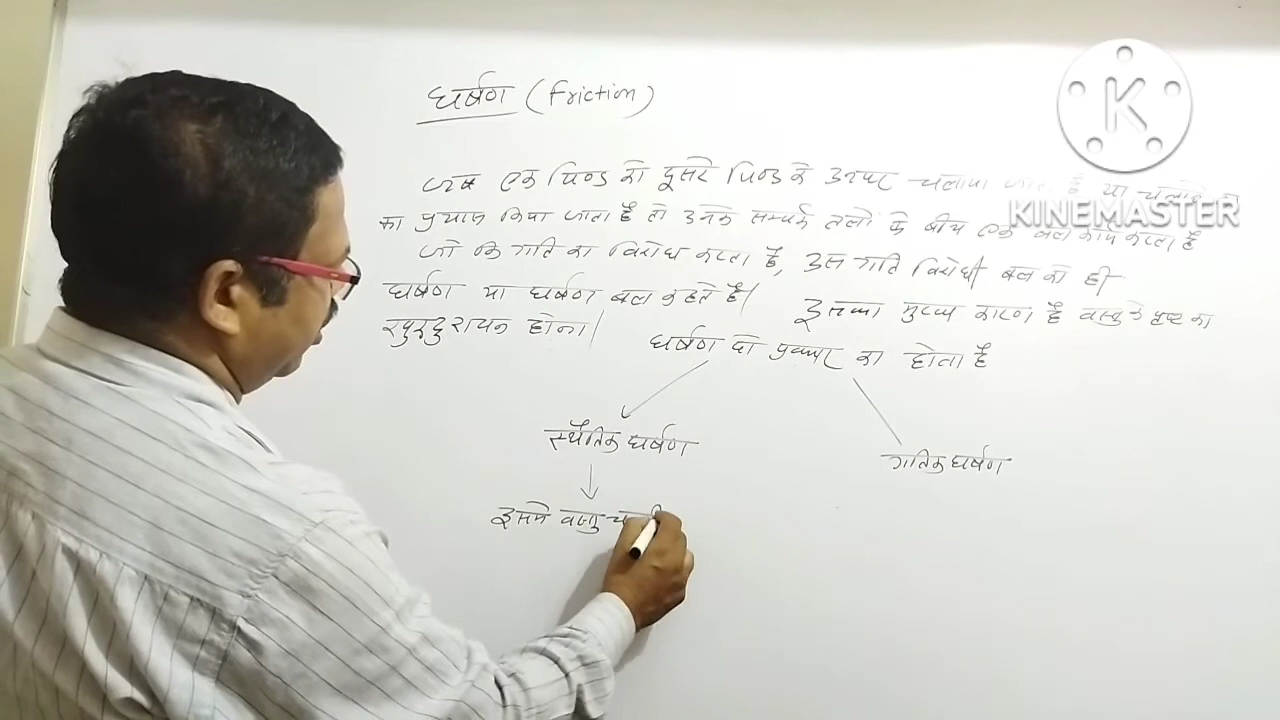 घर्षण (Friction)
जब एक पिण्ड को दूसरे पिण्ड के उपर चलाया जाता है या चलाने
का प्रयास किया जाता है तो उनके सम्पर्क तलों के बीच एक बल कार्य करता है
जो कि गति का विरोध करता है, उस गति विरोधी बल को ही
घर्षण या घर्षण बल कहते है। इसका मुख्य कारण है वस्तु के पृष्ट का
खुरदुरापन होना।
घर्षण दो प्रकार का होता है
स्थैतिक घर्षण
गतिक घर्षण
इसमे वस्तु
KINEMASTER